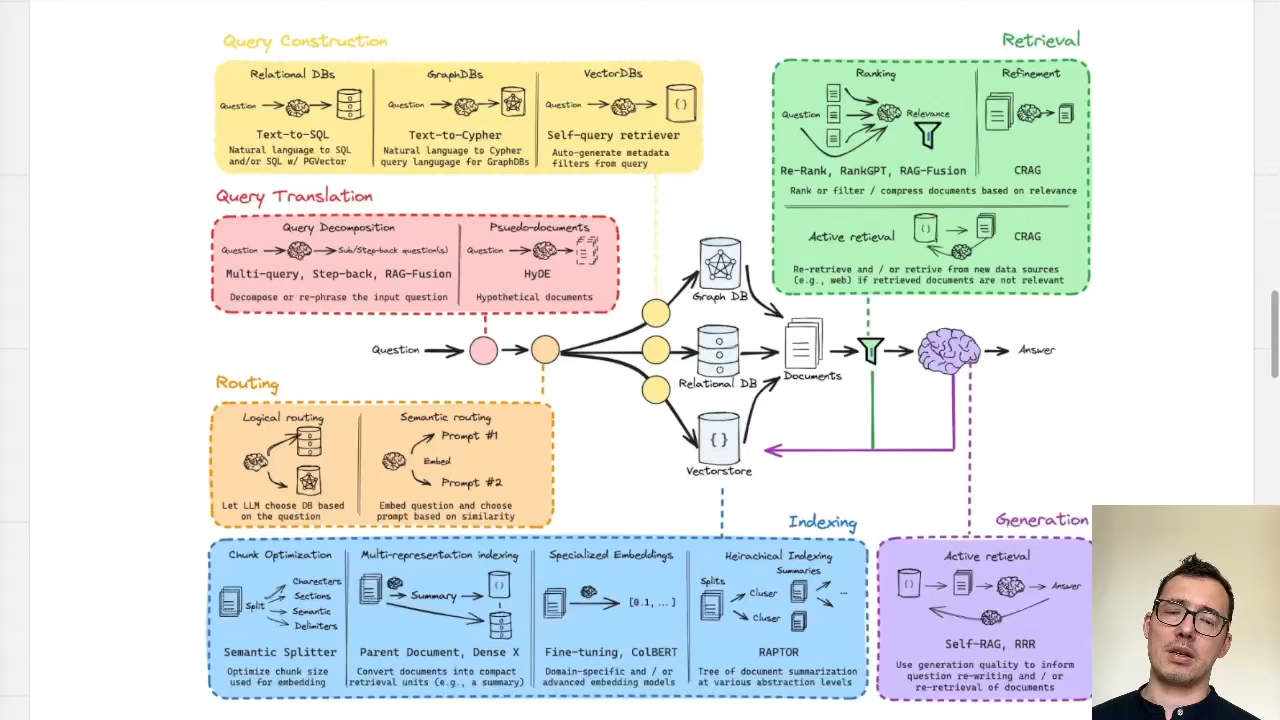 Query Construction
Relational DBs
Question
Text-to-SQL
Natural language to SQL
and/or SQL w/ PGVector
GraphDBs
Question
Text-to-Cypher
Natural language to Cypher
query langugage for GraphDBs
VectorDBs
Question
{ }
Self-query retriever
Auto-generate metadata
filters from query
Retrieval
Ranking
Question
Relevance
Re-Rank, RankGPT, RAG-Fusion
Refinement
CRAG
Rank or filter / compress documents based on relevance
Active retieval
{ }
CRAG
Re-retrieve and / or retrive from new data sources
(e.g., web) if retrieved documents are not relevant
Query Translation
Query Decomposition
Question
Sub/Step-back question(s)
Multi-query, Step-back, RAG-Fusion
Decompose or re-phrase the input question
Psuedo-documents
Question
HyDE
Hypothetical documents
Question
Graph DB
Relational DB
{ }
Vectorstore
Documents
Answer
Routing
Logical routing
Let LLM choose DB based
on the question
Semantic routing
Prompt #1
Embed
Prompt #2
Embed question and choose
prompt based on similarity
Indexing
Chunk Optimization
Split
Charecters
Sections
Semantic
Delimiters
Semantic Splitter
Optimize chunk size
used for embedding
Multi-representation indexing
Summary
{ }
Parent Document, Dense X
Convert documents into compact
retrieval units (e.g., a summary)
Specialized Embeddings
[0.1, ...]
Fine-tuning, ColBERT
Domain-specific and / or
advanced embedding models
Heirachical Indexing
Summaries
Splits
Cluser
Cluser
...
RAPTOR
Tree of document summarization
at various abstraction levels
Generation
Active retieval
{ }
Answer
Self-RAG, RRR
Use generation quality to inform
question re-writing and / or
re-retrieval of documents